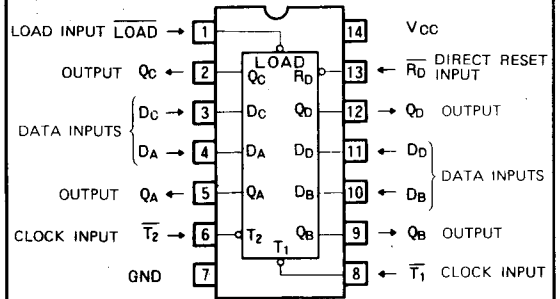 LOAD INPUT LOAD → 1 14 VCC
LOAD
OUTPUT QC ← 2 QC RD 13 ← RD DIRECT RESET INPUT
DATA INPUTS DC → 3 DC QD 12 → QD OUTPUT
DA → 4 DA DD 11 ← DD DATA INPUTS
OUTPUT QA ← 5 QA DB 10 ← DB
CLOCK INPUT T2 → 6 T2 QB 9 → QB OUTPUT
T1
GND 7 8 ← T1 CLOCK INPUT